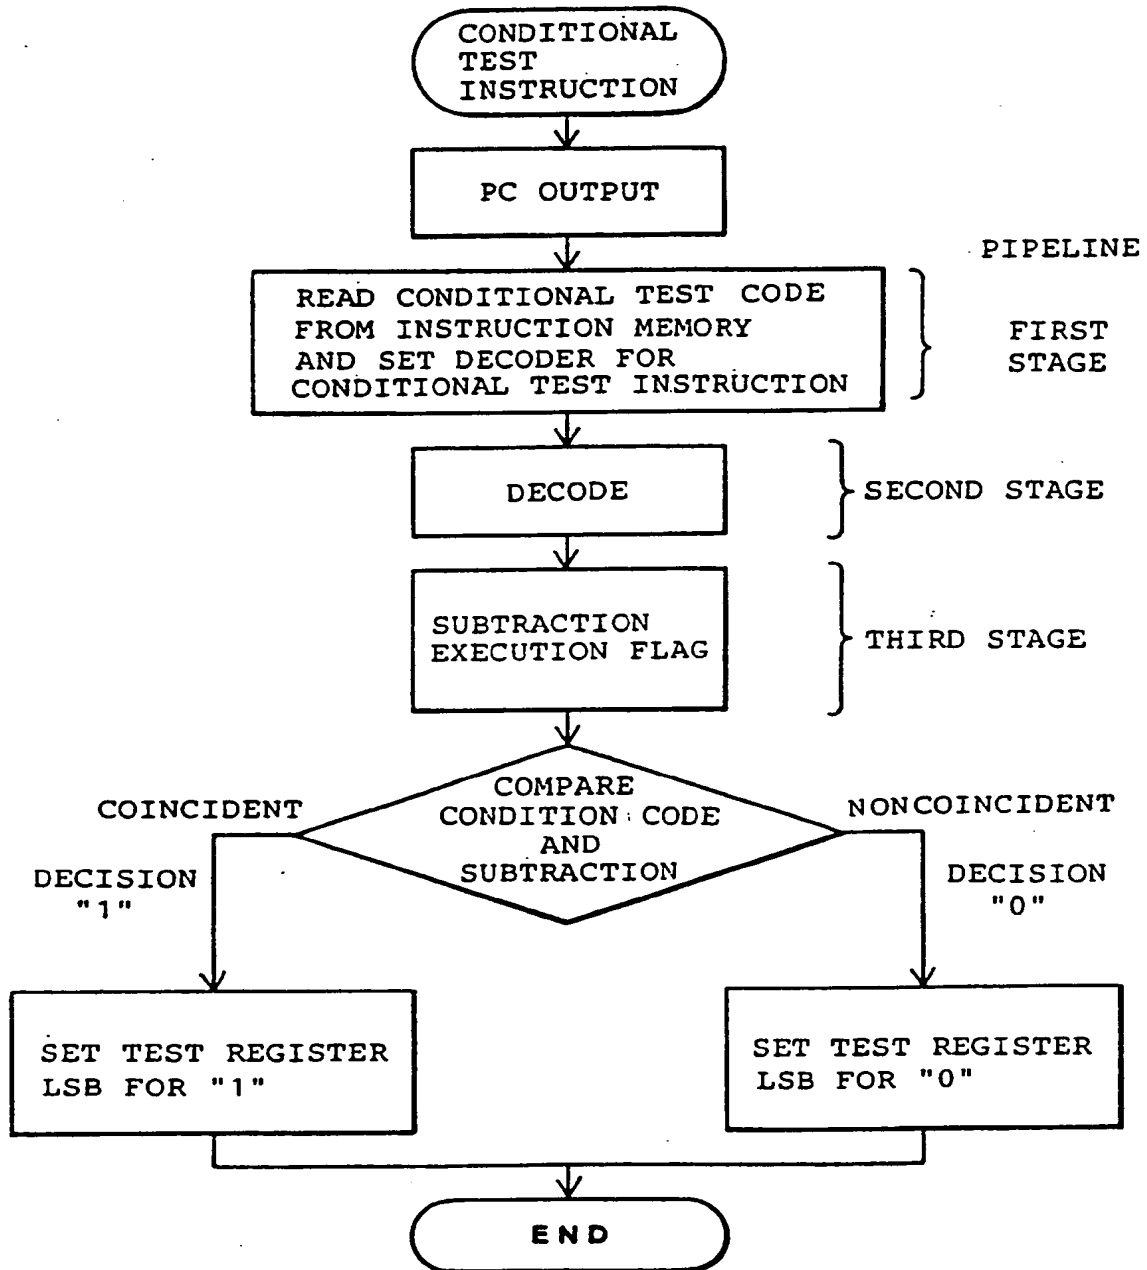 CONDITIONAL
TEST
INSTRUCTION
PC OUTPUT
PIPELINE
READ CONDITIONAL TEST CODE
FROM INSTRUCTION MEMORY
AND SET DECODER FOR
CONDITIONAL TEST INSTRUCTION
FIRST
STAGE
DECODE
SECOND STAGE
SUBTRACTION
EXECUTION FLAG
THIRD STAGE
COMPARE
CONDITION CODE
AND
SUBTRACTION
COINCIDENT
NONCOINCIDENT
DECISION
"1"
DECISION
"0"
SET TEST REGISTER
LSB FOR "1"
SET TEST REGISTER
LSB FOR "0"
END